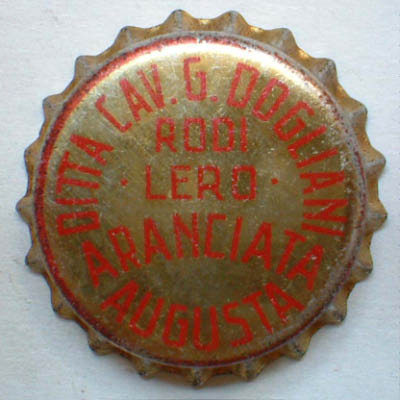 DITTA CAV. G. DOGLIANI
RODI
· LERO ·
ARANCIATA
AUGUSTA